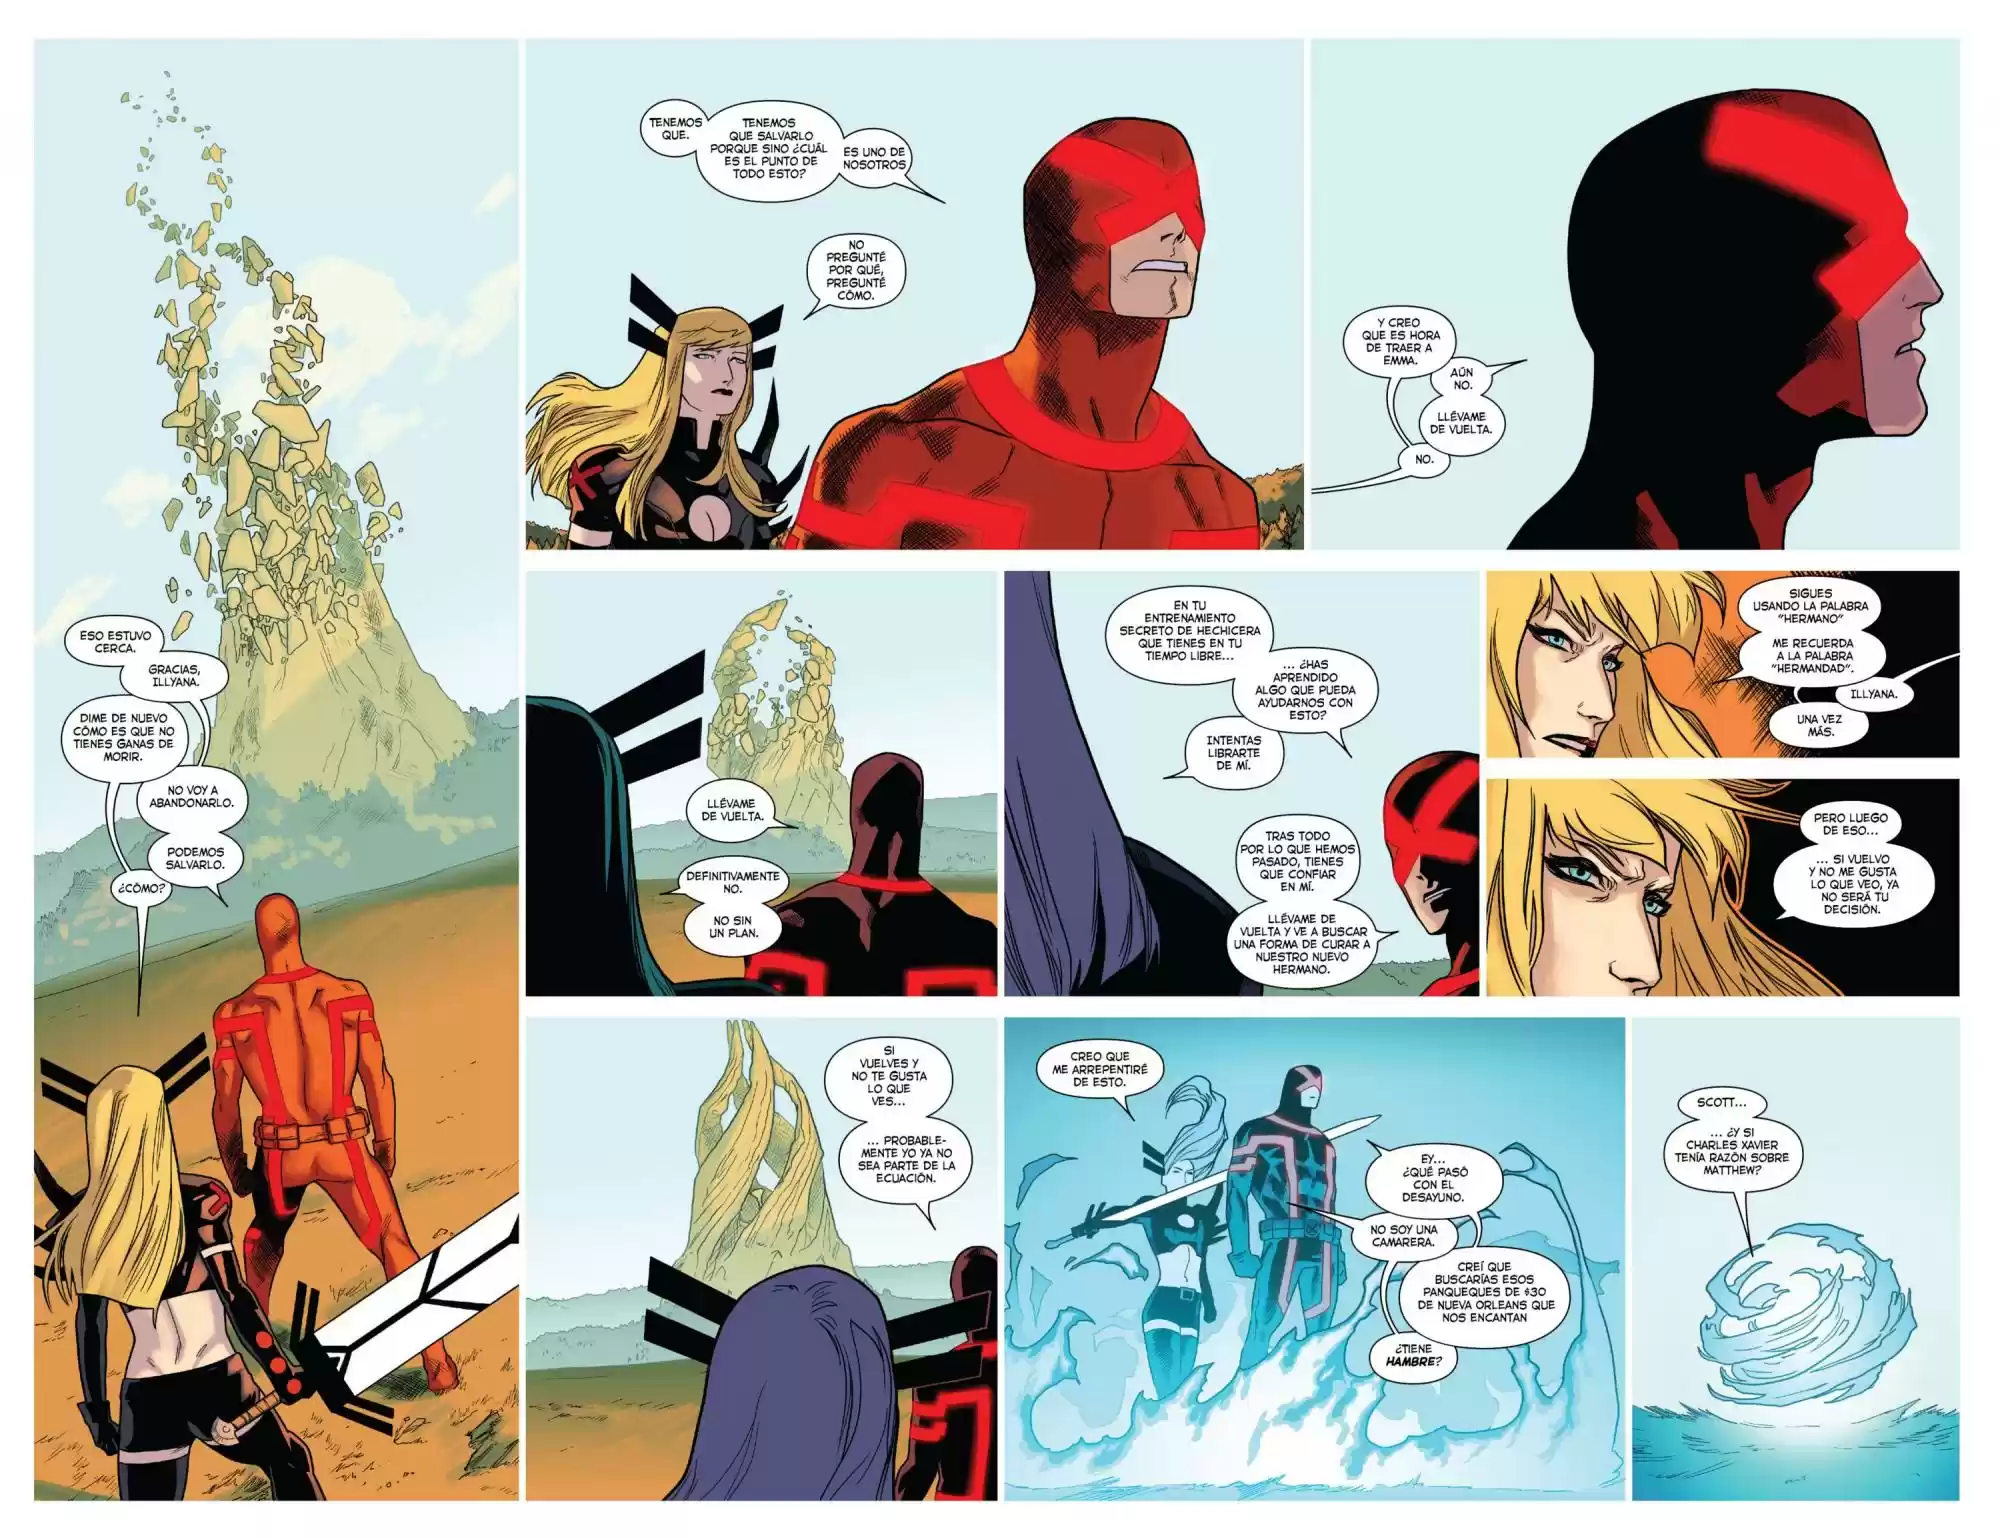 ESO ESTUVO
CERCA.
GRACIAS,
ILLYANA.
DIME DE NUEVO
CÓMO ES QUE NO
TIENES GANAS DE
MORIR.
NO VOY A
ABANDONARLO.
PODEMOS
SALVARLO.
¿CÓMO?
TENEMOS
QUE.
TENEMOS
QUE SALVARLO
PORQUE SINO ¿CUÁL
ES EL PUNTO DE
TODO ESTO?
ES UNO DE
NOSOTROS
NO
PREGUNTÉ
POR QUÉ,
PREGUNTÉ
CÓMO.
Y CREO
QUE ES HORA
DE TRAER A
EMMA.
AÚN
NO.
LLÉVAME
DE VUELTA.
NO.
LLÉVAME
DE VUELTA.
DEFINITIVAMENTE
NO.
NO SIN
UN PLAN.
EN TU
ENTRENAMIENTO
SECRETO DE HECHICERA
QUE TIENES EN TU
TIEMPO LIBRE...
... ¿HAS
APRENDIDO
ALGO QUE PUEDA
AYUDARNOS CON
ESTO?
INTENTAS
LIBRARTE
DE MÍ.
TRAS TODO
POR LO QUE HEMOS
PASADO, TIENES
QUE CONFIAR
EN MÍ.
LLÉVAME DE
VUELTA Y VE A BUSCAR
UNA FORMA DE CURAR A
NUESTRO NUEVO
HERMANO.
SIGUES
USANDO LA PALABRA
"HERMANO"
ME RECUERDA
A LA PALABRA
"HERMANDAD".
ILLYANA.
UNA VEZ
MÁS.
PERO LUEGO
DE ESO...
... SI VUELVO
Y NO ME GUSTA
LO QUE VEO, YA
NO SERÁ TU
DECISIÓN.
SI
VUELVES Y
NO TE GUSTA
LO QUE
VES...
... PROBABLE-
MENTE YO YA NO
SEA PARTE DE LA
ECUACIÓN.
CREO QUE
ME ARREPENTIRÉ
DE ESTO.
EY...
¿QUÉ PASÓ
CON EL
DESAYUNO.
NO SOY UNA
CAMARERA.
CREÍ QUE
BUSCARÍAS ESOS
PANQUEQUES DE $30
DE NUEVA ORLEANS QUE
NOS ENCANTAN
¿TIENE
HAMBRE?
SCOTT...
... ¿Y SI
CHARLES XAVIER
TENÍA RAZÓN SOBRE
MATTHEW?